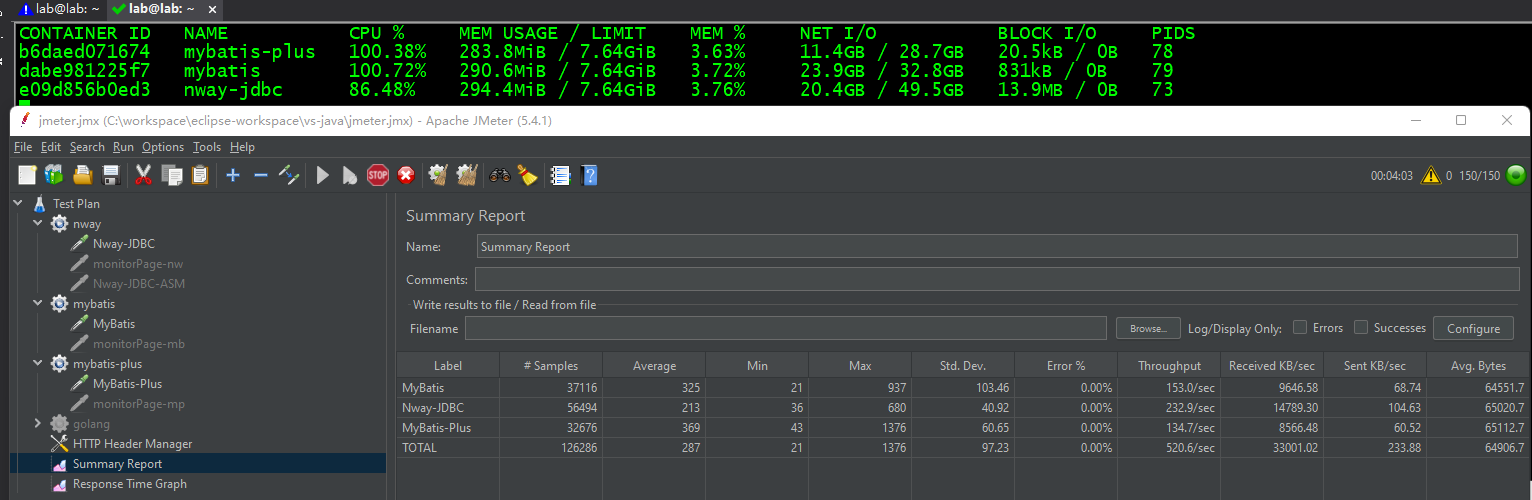 lab@lab: ~ lab@lab: ~ ×
CONTAINER ID NAME CPU % MEM USAGE / LIMIT MEM % NET I/O BLOCK I/O PIDS
b6daed071674 mybatis-plus 100.38% 283.8MiB / 7.64GiB 3.63% 11.4GB / 28.7GB 20.5kB / 0B 78
dabe981225f7 mybatis 100.72% 290.6MiB / 7.64GiB 3.72% 23.9GB / 32.8GB 831kB / 0B 79
e09d856b0ed3 nway-jdbc 86.48% 294.4MiB / 7.64GiB 3.76% 20.4GB / 49.5GB 13.9MB / 0B 73
jmeter.jmx (C:\workspace\eclipse-workspace\vs-java\jmeter.jmx) - Apache JMeter (5.4.1)
File Edit Search Run Options Tools Help
STOP 00:04:03 0 150/150
Test Plan
nway
Nway-JDBC
monitorPage-nw
Nway-JDBC-ASM
mybatis
MyBatis
monitorPage-mb
mybatis-plus
MyBatis-Plus
monitorPage-mp
golang
HTTP Header Manager
Summary Report
Response Time Graph
Summary Report
Name: Summary Report
Comments:
Write results to file / Read from file
Filename Browse... Log/Display Only: Errors Successes Configure
Label # Samples Average Min Max Std. Dev. Error % Throughput Received KB/sec Sent KB/sec Avg. Bytes
MyBatis 37116 325 21 937 103.46 0.00% 153.0/sec 9646.58 68.74 64551.7
Nway-JDBC 56494 213 36 680 40.92 0.00% 232.9/sec 14789.30 104.63 65020.7
MyBatis-Plus 32676 369 43 1376 60.65 0.00% 134.7/sec 8566.48 60.52 65112.7
TOTAL 126286 287 21 1376 97.23 0.00% 520.6/sec 33001.02 233.88 64906.7